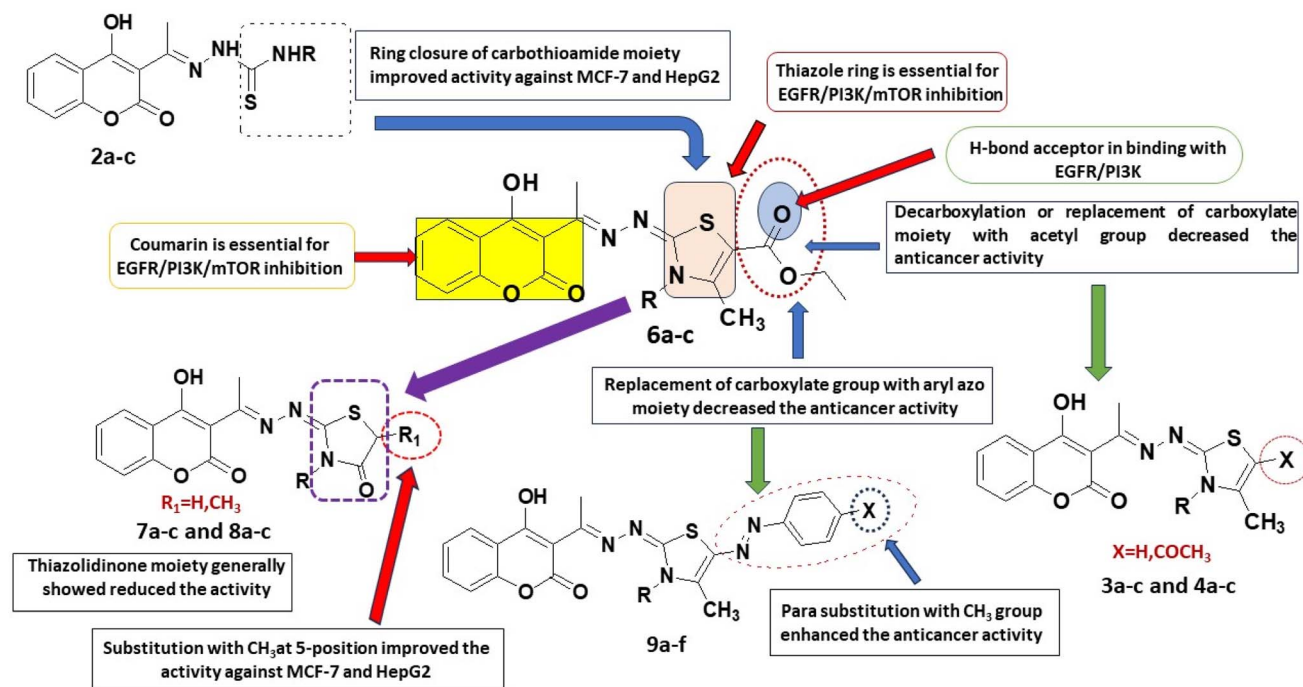 OH
NH
NHR
N
S
O
O
2a-c
Ring closure of carbothioamide moiety
improved activity against MCF-7 and HepG2
Thiazole ring is essential for
EGFR/PI3K/mTOR inhibition
H-bond acceptor in binding with
EGFR/PI3K
Decarboxylation or replacement of carboxylate
moiety with acetyl group decreased the
anticancer activity
Coumarin is essential for
EGFR/PI3K/mTOR inhibition
OH
N
N
S
O
O
N
O
O
R
CH3
6a-c
Replacement of carboxylate group with aryl azo
moiety decreased the anticancer activity
OH
N
N
S
R1
N
R
O
O
O
R1=H,CH3
7a-c and 8a-c
Thiazolidinone moiety generally
showed reduced the activity
Substitution with CH3at 5-position improved the
activity against MCF-7 and HepG2
OH
N
N
S
N
N
X
N
O
O
R
CH3
9a-f
Para substitution with CH3 group
enhanced the anticancer activity
OH
N
N
S
X
N
O
O
R
CH3
X=H,COCH3
3a-c and 4a-c